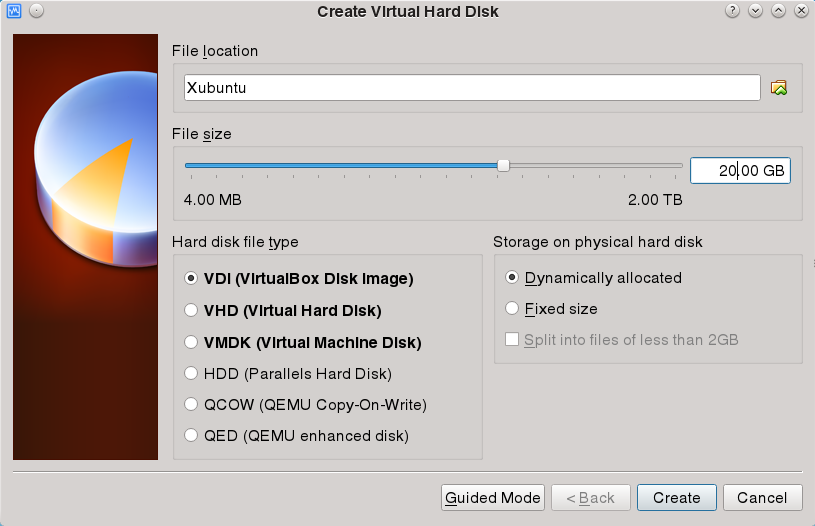 Create Virtual Hard Disk
File location
Xubuntu
File size
20.00 GB
4.00 MB 2.00 TB
Hard disk file type
VDI (VirtualBox Disk Image)
VHD (Virtual Hard Disk)
VMDK (Virtual Machine Disk)
HDD (Parallels Hard Disk)
QCOW (QEMU Copy-On-Write)
QED (QEMU enhanced disk)
Storage on physical hard disk
Dynamically allocated
Fixed size
Split into files of less than 2GB
Guided Mode < Back Create Cancel